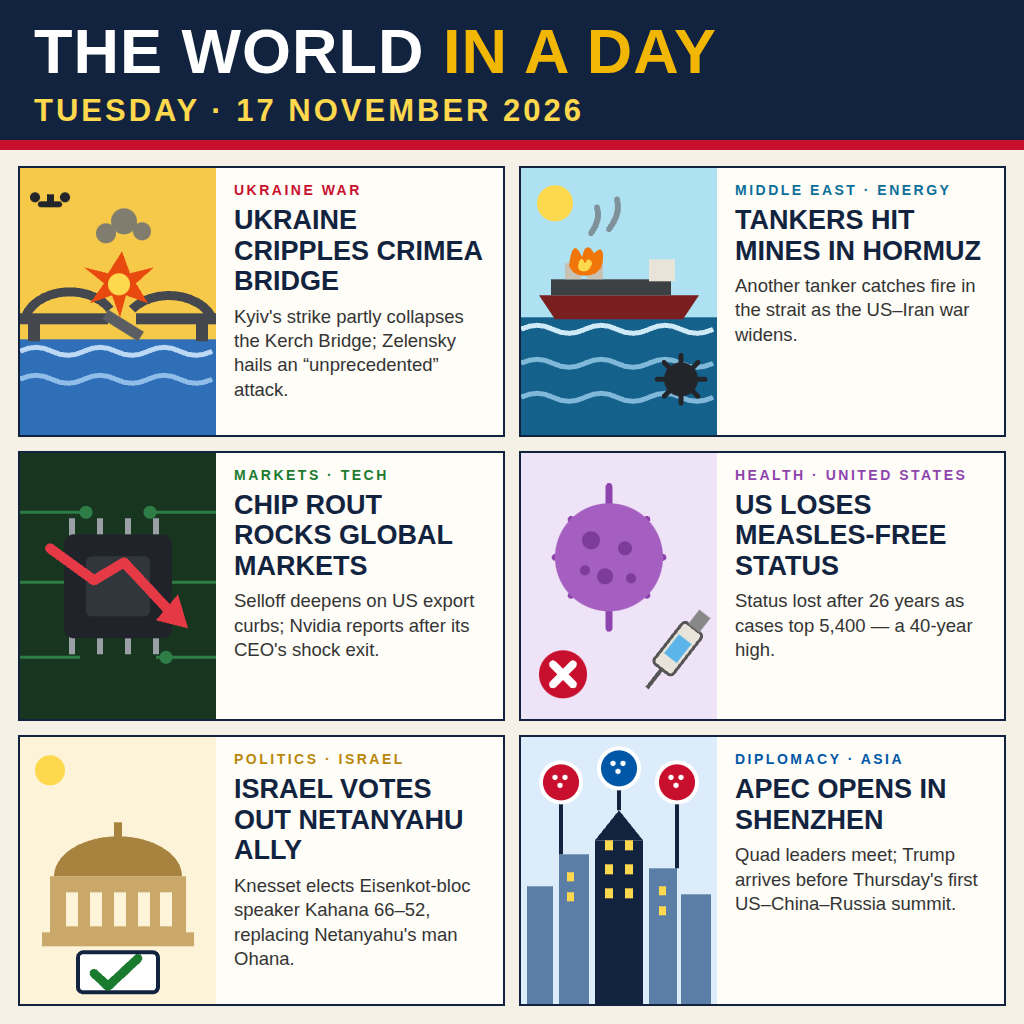 THE WORLD IN A DAY
TUESDAY · 17 NOVEMBER 2026
UKRAINE WAR
UKRAINE
CRIPPLES CRIMEA
BRIDGE
Kyiv's strike partly collapses
the Kerch Bridge; Zelensky
hails an “unprecedented”
attack.
MIDDLE EAST · ENERGY
TANKERS HIT
MINES IN HORMUZ
Another tanker catches fire in
the strait as the US–Iran war
widens.
MARKETS · TECH
CHIP ROUT
ROCKS GLOBAL
MARKETS
Selloff deepens on US export
curbs; Nvidia reports after its
CEO's shock exit.
HEALTH · UNITED STATES
US LOSES
MEASLES-FREE
STATUS
Status lost after 26 years as
cases top 5,400 — a 40-year
high.
POLITICS · ISRAEL
ISRAEL VOTES
OUT NETANYAHU
ALLY
Knesset elects Eisenkot-bloc
speaker Kahana 66–52,
replacing Netanyahu's man
Ohana.
DIPLOMACY · ASIA
APEC OPENS IN
SHENZHEN
Quad leaders meet; Trump
arrives before Thursday's first
US–China–Russia summit.